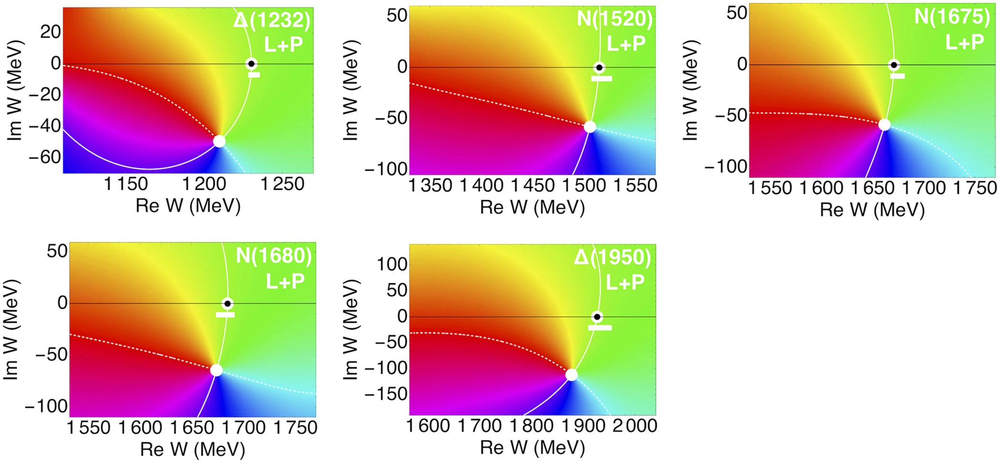 Δ(1232)
L+P
20
0
−20
−40
−60
Im W (MeV)
1 150 1 200 1 250
Re W (MeV)
N(1520)
L+P
50
0
−50
−100
Im W (MeV)
1 350 1 400 1 450 1 500 1 550
Re W (MeV)
N(1675)
L+P
50
0
−50
−100
Im W (MeV)
1 550 1 600 1 650 1 700 1 750
Re W (MeV)
N(1680)
L+P
50
0
−50
−100
Im W (MeV)
1 550 1 600 1 650 1 700 1 750
Re W (MeV)
Δ(1950)
L+P
100
50
0
−50
−100
−150
Im W (MeV)
1 600 1 700 1 800 1 900 2 000
Re W (MeV)